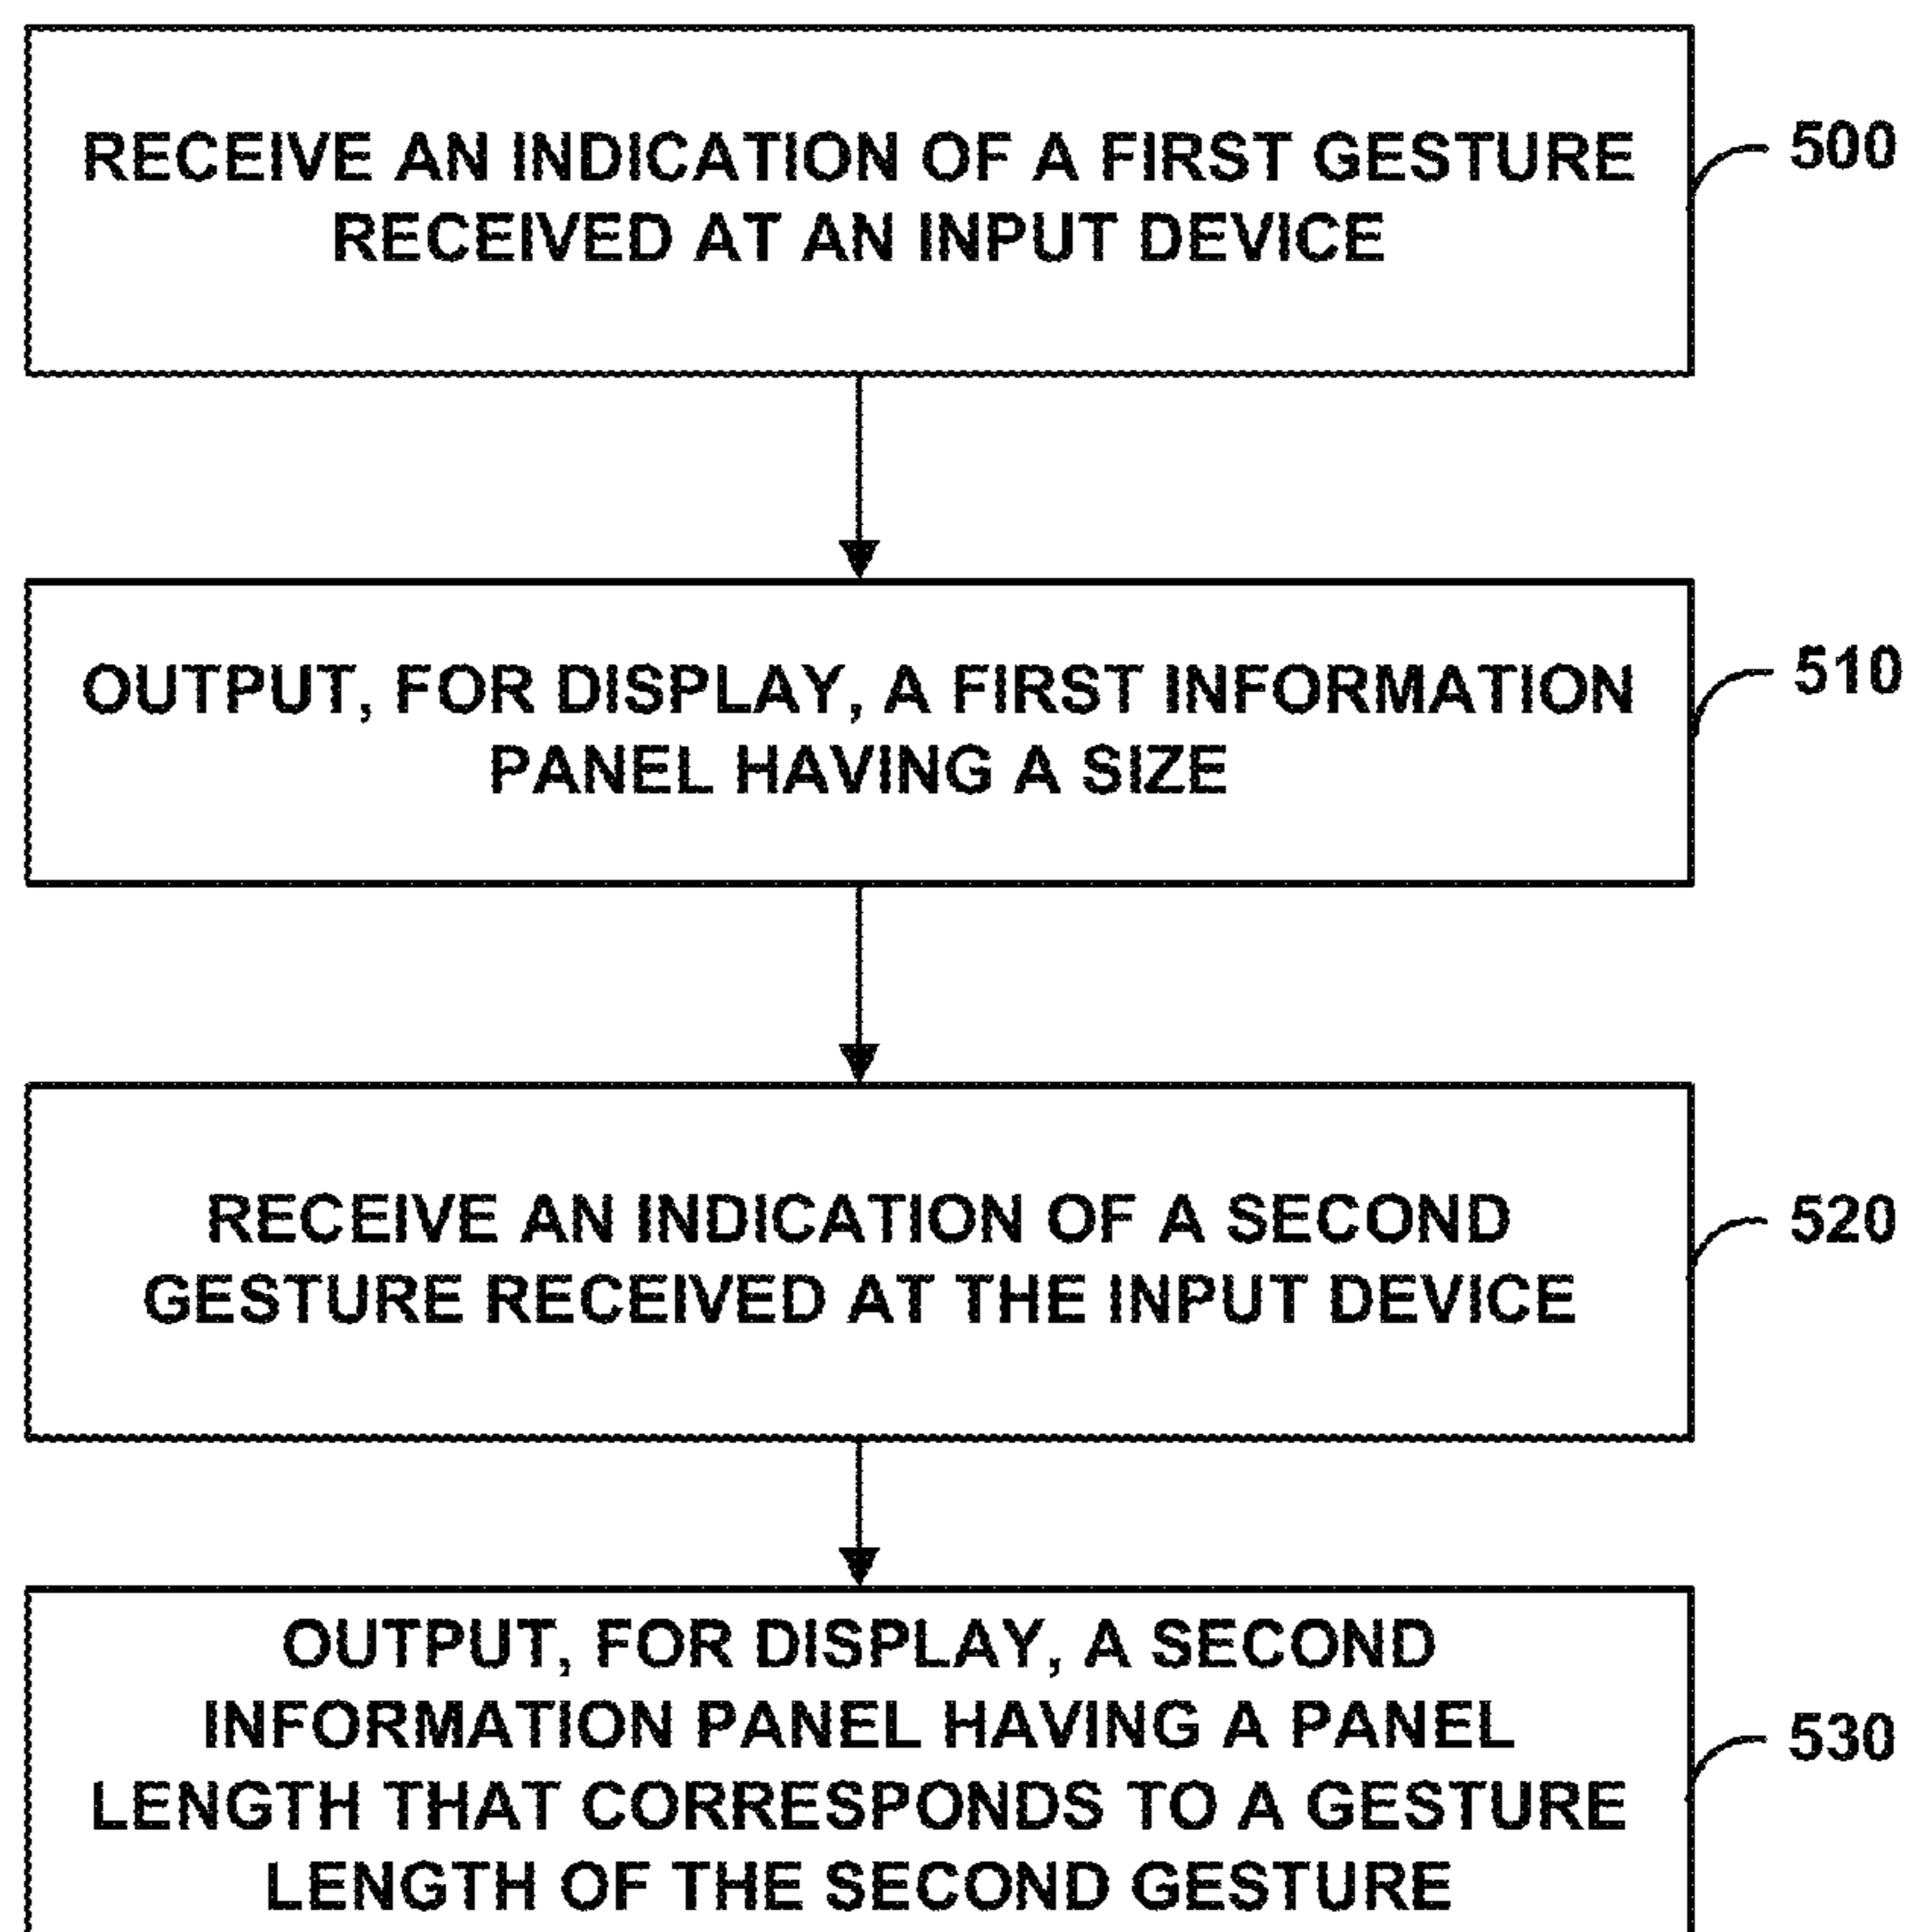 RECEIVE AN INDICATION OF A FIRST GESTURE
RECEIVED AT AN INPUT DEVICE
500
OUTPUT, FOR DISPLAY, A FIRST INFORMATION
PANEL HAVING A SIZE
510
RECEIVE AN INDICATION OF A SECOND
GESTURE RECEIVED AT THE INPUT DEVICE
520
OUTPUT, FOR DISPLAY, A SECOND
INFORMATION PANEL HAVING A PANEL
LENGTH THAT CORRESPONDS TO A GESTURE
LENGTH OF THE SECOND GESTURE
530